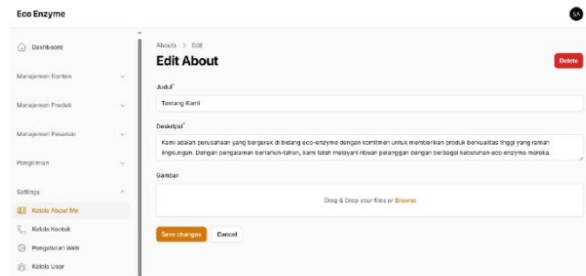 Eco Enzyme
SA
Dashboard
Manajemen Konten
Manajemen Produk
Manajemen Pesanan
Pengiriman
Settings
Kelola About Me
Kelola Kontak
Pengaturan Web
Kelola User
Abouts > Edit
Edit About
Delete
Judul*
Tentang Kami
Deskripsi*
Kami adalah perusahaan yang bergerak di bidang eco-enzyme dengan komitmen untuk memberikan produk berkualitas tinggi yang ramah
lingkungan. Dengan pengalaman bertahun-tahun, kami telah melayani ribuan pelanggan dengan berbagai kebutuhan eco-enzyme mereka.
Gambar
Drag & Drop your files or Browse
Save changes
Cancel